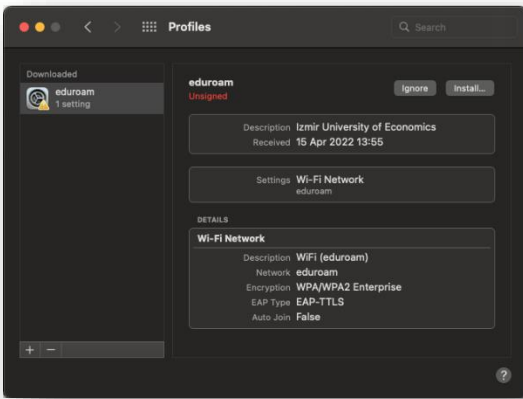 Profiles
Search
Downloaded
eduroam
1 setting
eduroam
Unsigned
Ignore
Install...
Description Izmir University of Economics
Received 15 Apr 2022 13:55
Settings Wi-Fi Network
eduroam
DETAILS
Wi-Fi Network
Description WiFi (eduroam)
Network eduroam
Encryption WPA/WPA2 Enterprise
EAP Type EAP-TTLS
Auto Join False
+ −
?